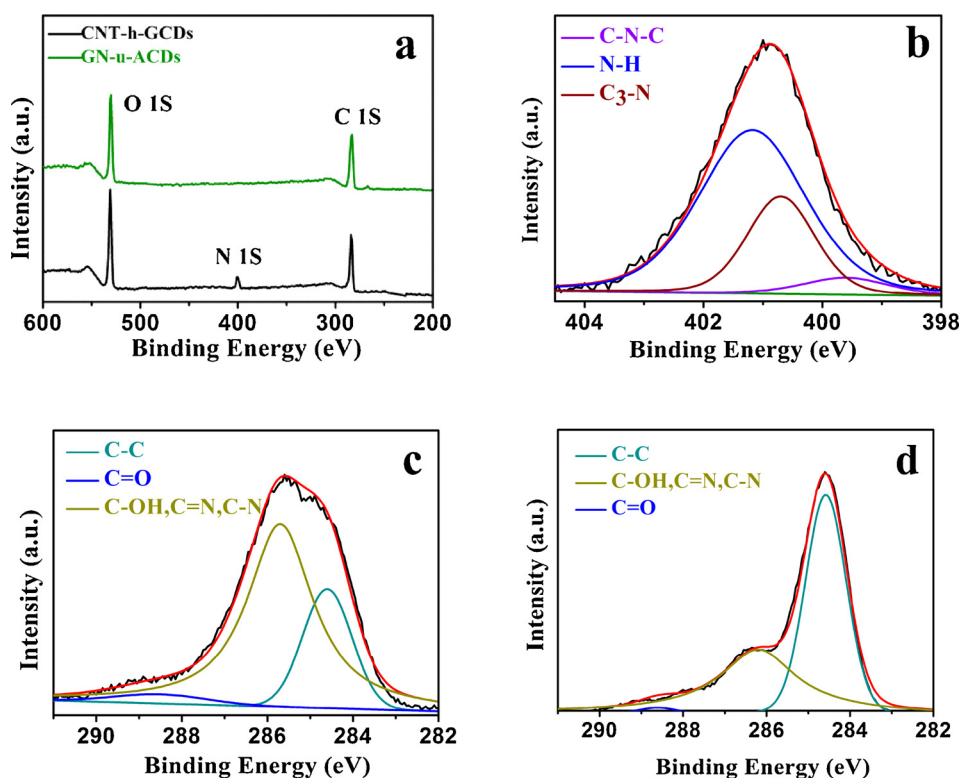 CNT-h-GCDs
GN-u-ACDs
a
O 1S
C 1S
N 1S
Intensity (a.u.)
600 500 400 300 200
Binding Energy (eV)
C-N-C
N-H
C3-N
b
Intensity (a.u.)
404 402 400 398
Binding Energy (eV)
C-C
C=O
C-OH,C=N,C-N
c
Intensity (a.u.)
290 288 286 284 282
Binding Energy (eV)
C-C
C-OH,C=N,C-N
C=O
d
Intensity (a.u.)
290 288 286 284 282
Binding Energy (eV)